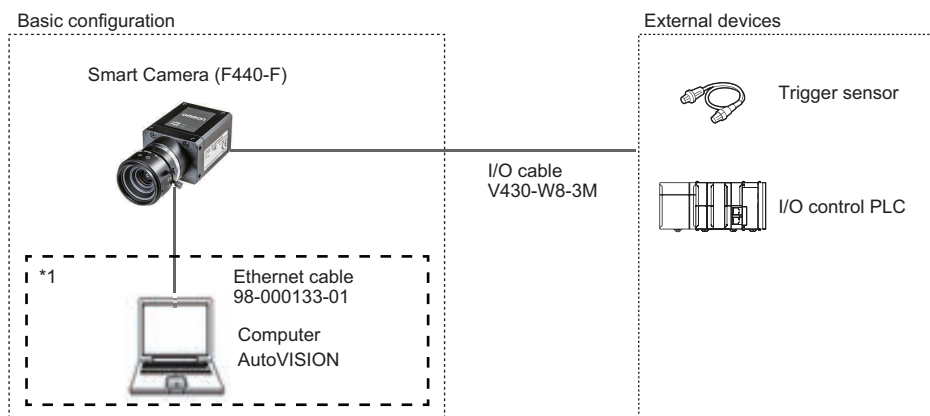 Basic configuration
External devices
Smart Camera (F440-F)
OMRON
Trigger sensor
I/O cable
V430-W8-3M
I/O control PLC
*1
Ethernet cable
98-000133-01
Computer
AutoVISION